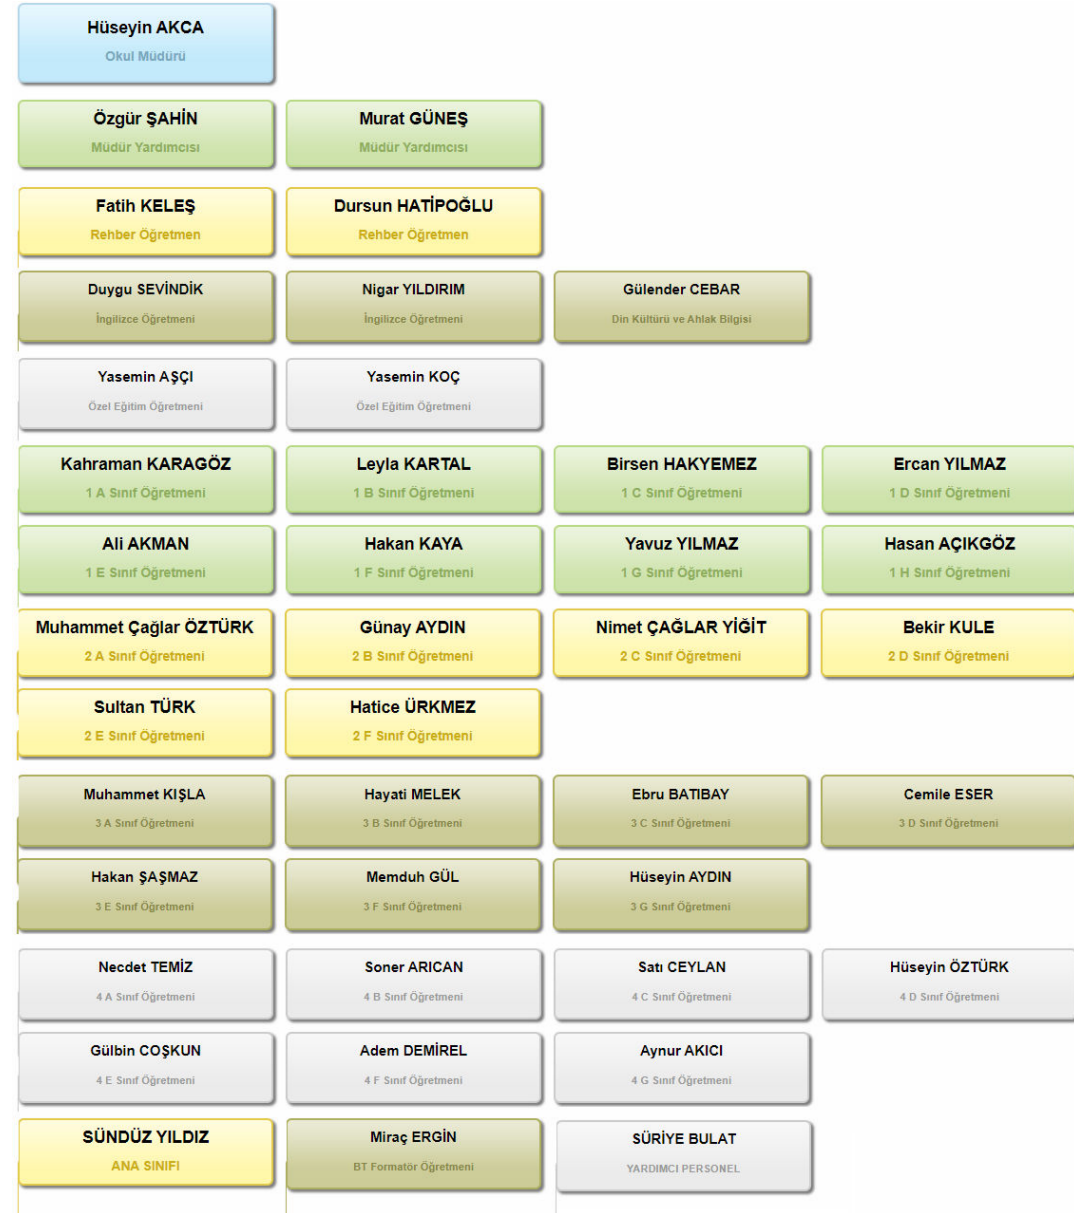 Hüseyin AKCA
Okul Müdürü
Özgür ŞAHİN
Müdür Yardımcısı
Murat GÜNEŞ
Müdür Yardımcısı
Fatih KELEŞ
Rehber Öğretmen
Dursun HATİPOĞLU
Rehber Öğretmen
Duygu SEVİNDİK
İngilizce Öğretmeni
Nigar YILDIRIM
İngilizce Öğretmeni
Gülender CEBAR
Din Kültürü ve Ahlak Bilgisi
Yasemin AŞÇI
Özel Eğitim Öğretmeni
Yasemin KOÇ
Özel Eğitim Öğretmeni
Kahraman KARAGÖZ
1 A Sınıf Öğretmeni
Leyla KARTAL
1 B Sınıf Öğretmeni
Birsen HAKYEMEZ
1 C Sınıf Öğretmeni
Ercan YILMAZ
1 D Sınıf Öğretmeni
Ali AKMAN
1 E Sınıf Öğretmeni
Hakan KAYA
1 F Sınıf Öğretmeni
Yavuz YILMAZ
1 G Sınıf Öğretmeni
Hasan AÇIKGÖZ
1 H Sınıf Öğretmeni
Muhammet Çağlar ÖZTÜRK
2 A Sınıf Öğretmeni
Günay AYDIN
2 B Sınıf Öğretmeni
Nimet ÇAĞLAR YİĞİT
2 C Sınıf Öğretmeni
Bekir KULE
2 D Sınıf Öğretmeni
Sultan TÜRK
2 E Sınıf Öğretmeni
Hatice ÜRKMEZ
2 F Sınıf Öğretmeni
Muhammet KIŞLA
3 A Sınıf Öğretmeni
Hayati MELEK
3 B Sınıf Öğretmeni
Ebru BATIBAY
3 C Sınıf Öğretmeni
Cemile ESER
3 D Sınıf Öğretmeni
Hakan ŞAŞMAZ
3 E Sınıf Öğretmeni
Memduh GÜL
3 F Sınıf Öğretmeni
Hüseyin AYDIN
3 G Sınıf Öğretmeni
Necdet TEMİZ
4 A Sınıf Öğretmeni
Soner ARICAN
4 B Sınıf Öğretmeni
Satı CEYLAN
4 C Sınıf Öğretmeni
Hüseyin ÖZTÜRK
4 D Sınıf Öğretmeni
Gülbin COŞKUN
4 E Sınıf Öğretmeni
Adem DEMİREL
4 F Sınıf Öğretmeni
Aynur AKICI
4 G Sınıf Öğretmeni
SÜNDÜZ YILDIZ
ANA SINIFI
Miraç ERGİN
BT Formatör Öğretmeni
SÜRİYE BULAT
YARDIMCI PERSONEL